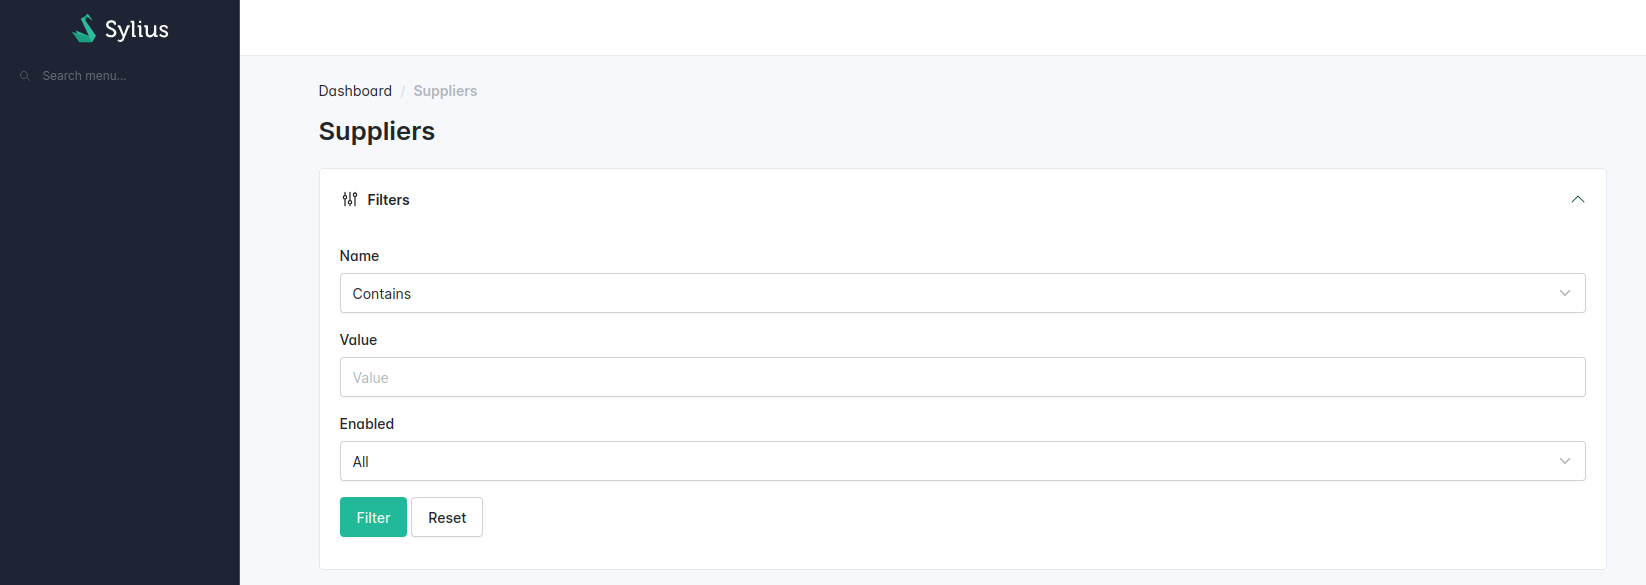 Sylius
Search menu...
Dashboard / Suppliers
Suppliers
Filters
Name
Contains
Value
Value
Enabled
All
Filter Reset